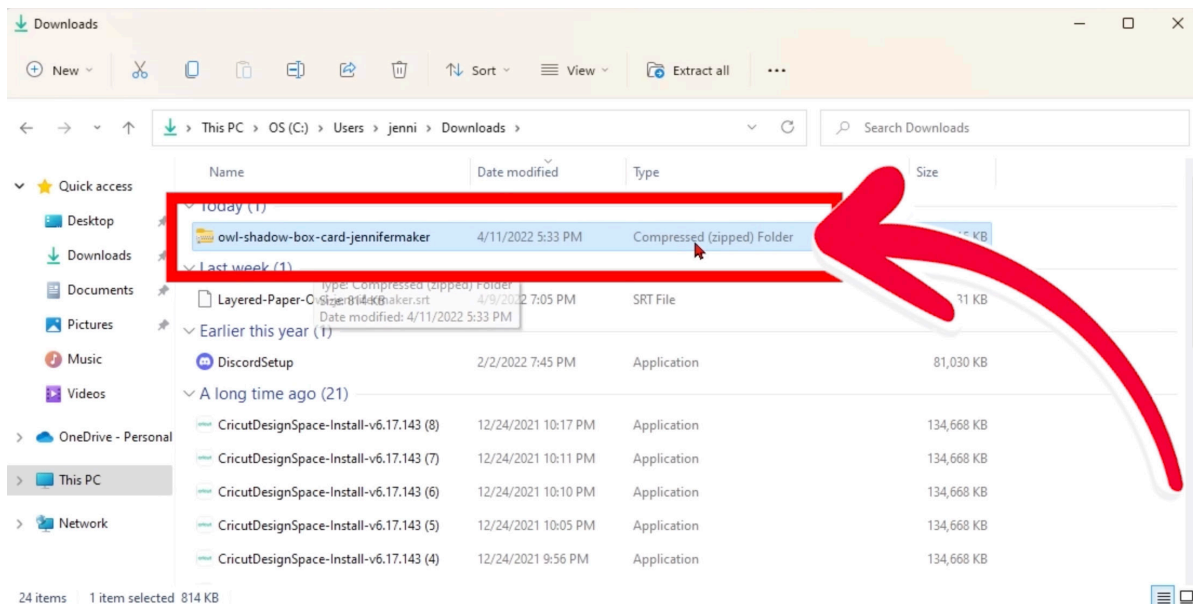 Downloads
New Sort View Extract all
This PC > OS (C:) > Users > jenni > Downloads >
Search Downloads
Name Date modified Type Size
Quick access
Today (1)
Desktop
owl-shadow-box-card-jennifermaker 4/11/2022 5:33 PM Compressed (zipped) Folder KB
Downloads
Last week (1)
Type: Compressed (zipped) Folder
Documents
Layered-Paper-O Size: 814 KB maker.srt 4/9/2022 7:05 PM SRT File 31 KB
Date modified: 4/11/2022 5:33 PM
Pictures
Earlier this year (1)
Music
DiscordSetup 2/2/2022 7:45 PM Application 81,030 KB
Videos
A long time ago (21)
CricutDesignSpace-Install-v6.17.143 (8) 12/24/2021 10:17 PM Application 134,668 KB
OneDrive - Personal
CricutDesignSpace-Install-v6.17.143 (7) 12/24/2021 10:11 PM Application 134,668 KB
This PC
CricutDesignSpace-Install-v6.17.143 (6) 12/24/2021 10:10 PM Application 134,668 KB
Network
CricutDesignSpace-Install-v6.17.143 (5) 12/24/2021 10:05 PM Application 134,668 KB
CricutDesignSpace-Install-v6.17.143 (4) 12/24/2021 9:56 PM Application 134,668 KB
24 items 1 item selected 814 KB